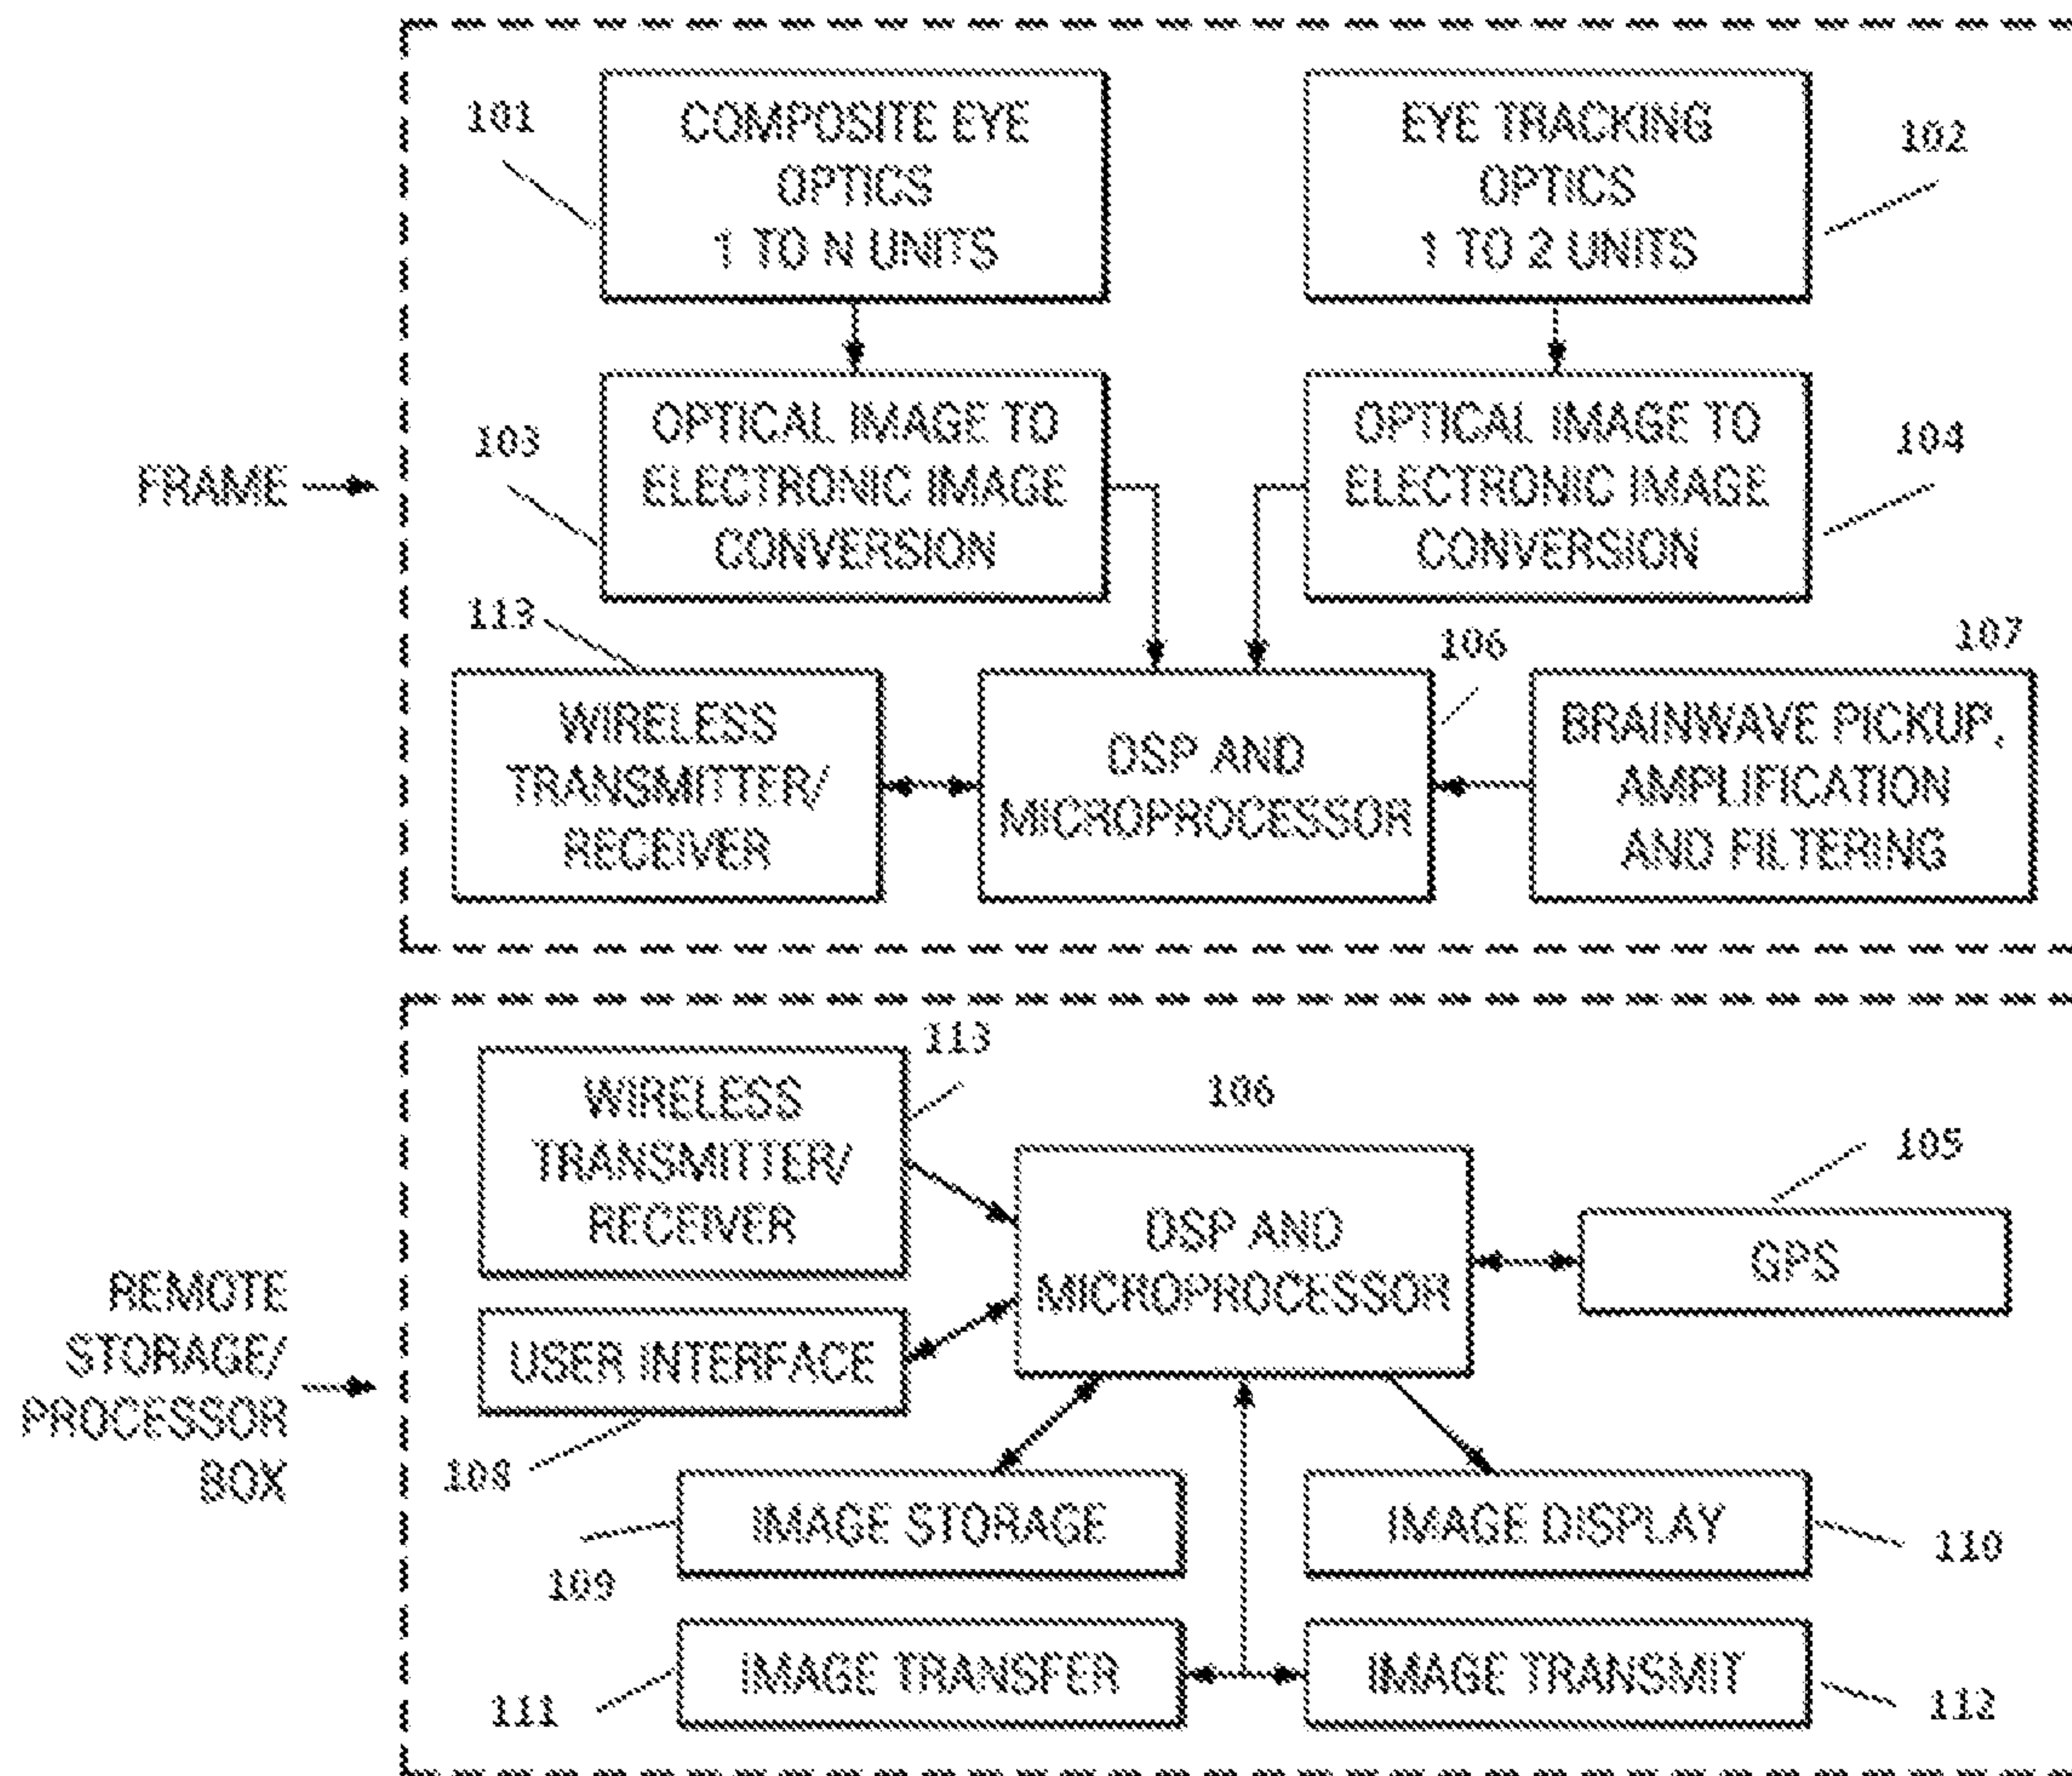 101
COMPOSITE EYE
OPTICS
1 TO N UNITS
EYE TRACKING
OPTICS
1 TO 2 UNITS
102
FRAME
103
OPTICAL IMAGE TO
ELECTRONIC IMAGE
CONVERSION
OPTICAL IMAGE TO
ELECTRONIC IMAGE
CONVERSION
104
113
WIRELESS
TRANSMITTER/
RECEIVER
106
DSP AND
MICROPROCESSOR
107
BRAINWAVE PICKUP,
AMPLIFICATION
AND FILTERING
REMOTE
STORAGE/
PROCESSOR
BOX
113
WIRELESS
TRANSMITTER/
RECEIVER
106
DSP AND
MICROPROCESSOR
105
GPS
USER INTERFACE
108
IMAGE STORAGE
109
IMAGE DISPLAY
110
IMAGE TRANSFER
111
IMAGE TRANSMIT
112